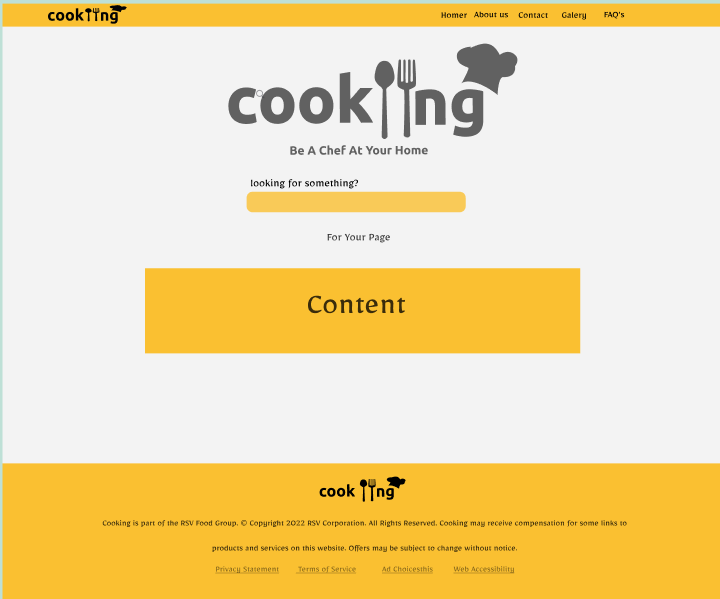 cooking
Homer About us Contact Galery FAQ's
cooking
Be A Chef At Your Home
looking for something?
For Your Page
Content
cooking
Cooking is part of the RSV Food Group. © Copyright 2022 RSV Corporation. All Rights Reserved. Cooking may receive compensation for some links to
products and services on this website. Offers may be subject to change without notice.
Privacy Statement Terms of Service Ad Choicesthis Web Accessibility